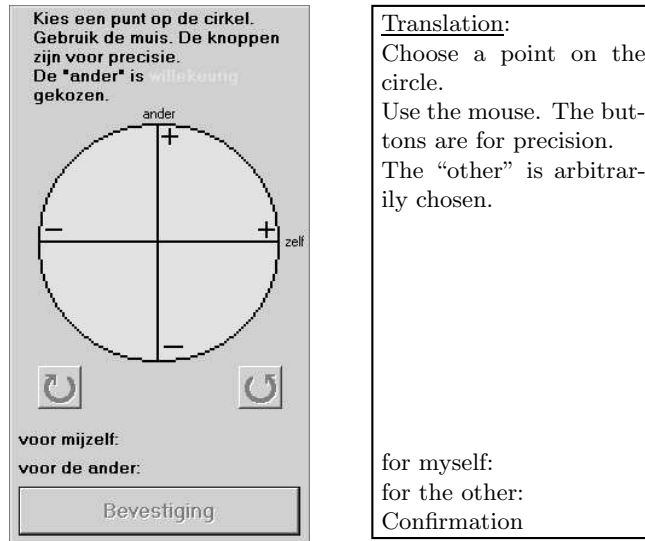 Kies een punt op de cirkel.
Gebruik de muis. De knoppen
zijn voor precisie.
De "ander" is willekeurig
gekozen.
ander
+
−
+
zelf
−
voor mijzelf:
voor de ander:
Bevestiging
Translation:
Choose a point on the
circle.
Use the mouse. The but-
tons are for precision.
The “other” is arbitrar-
ily chosen.
for myself:
for the other:
Confirmation